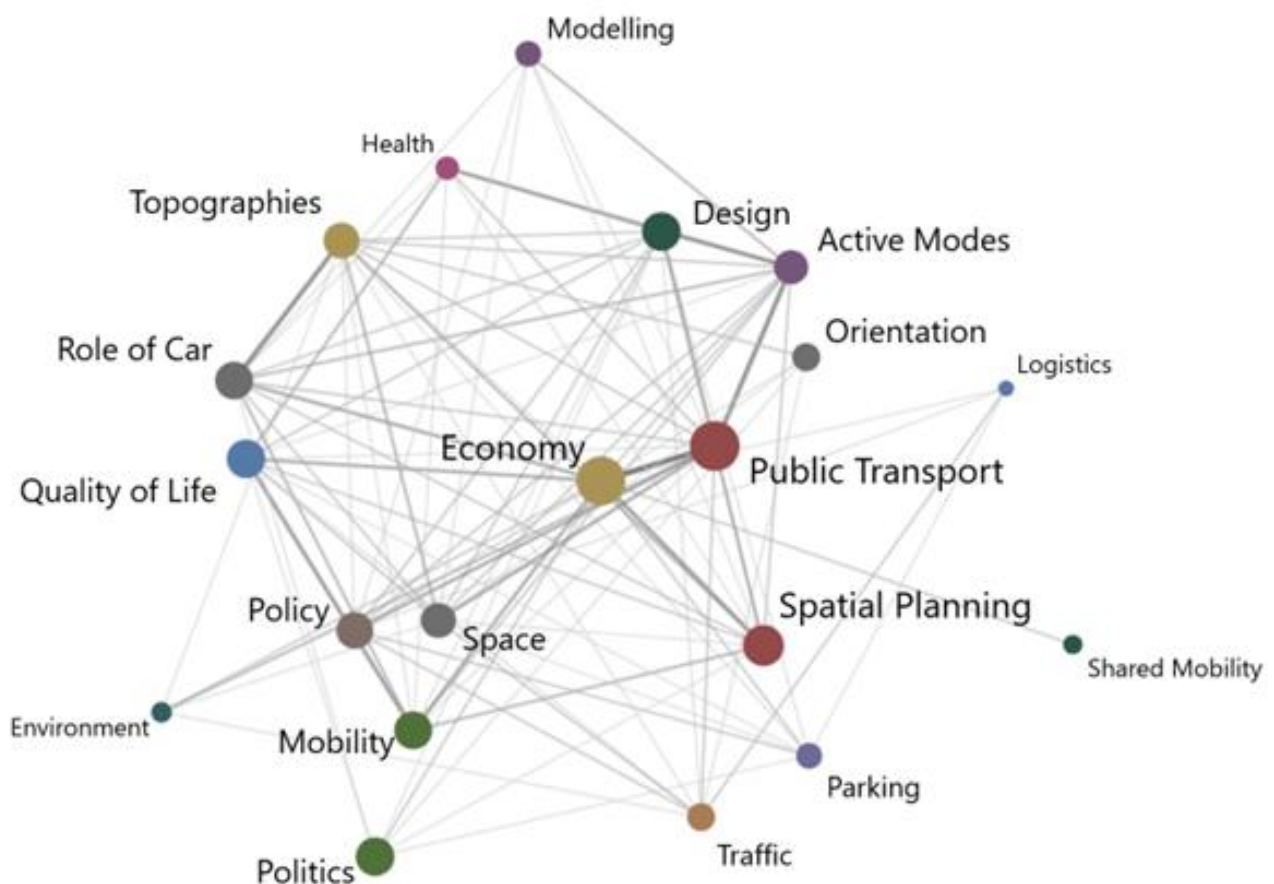 Modelling
Health
Topographies
Design
Active Modes
Orientation
Role of Car
Logistics
Economy
Public Transport
Quality of Life
Policy
Space
Spatial Planning
Shared Mobility
Environment
Mobility
Parking
Traffic
Politics